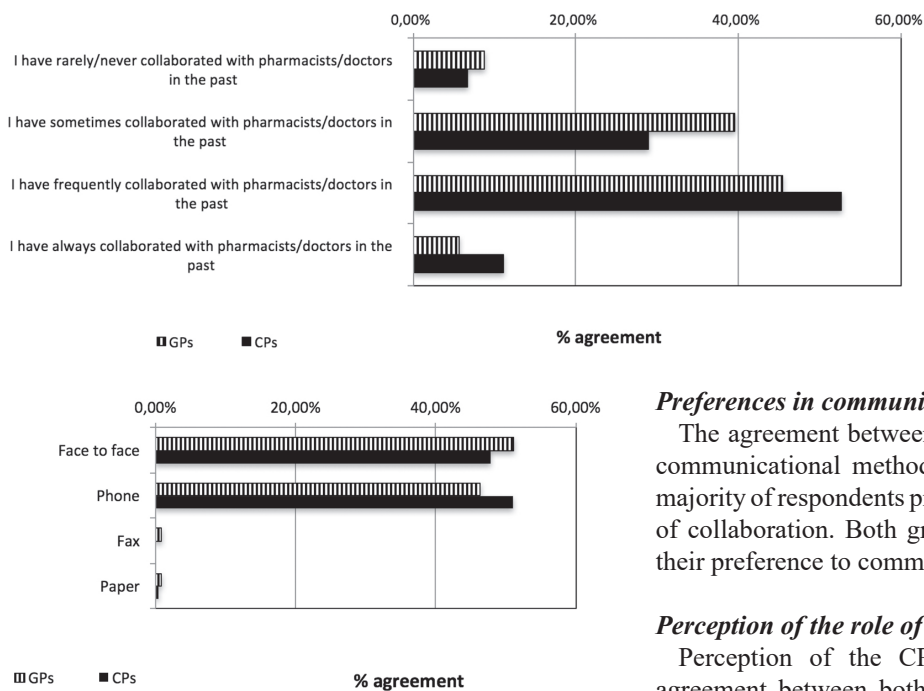 0,00% 20,00% 40,00% 60,00%
I have rarely/never collaborated with pharmacists/doctors
in the past
I have sometimes collaborated with pharmacists/doctors in
the past
I have frequently collaborated with pharmacists/doctors in
the past
I have always collaborated with pharmacists/doctors in the
past
GPs CPs % agreement
0,00% 20,00% 40,00% 60,00%
Face to face
Phone
Fax
Paper
GPs CPs % agreement
Preferences in communi
The agreement between
communicational method
majority of respondents p
of collaboration. Both gr
their preference to comm
Perception of the role of
Perception of the CP
agreement between both